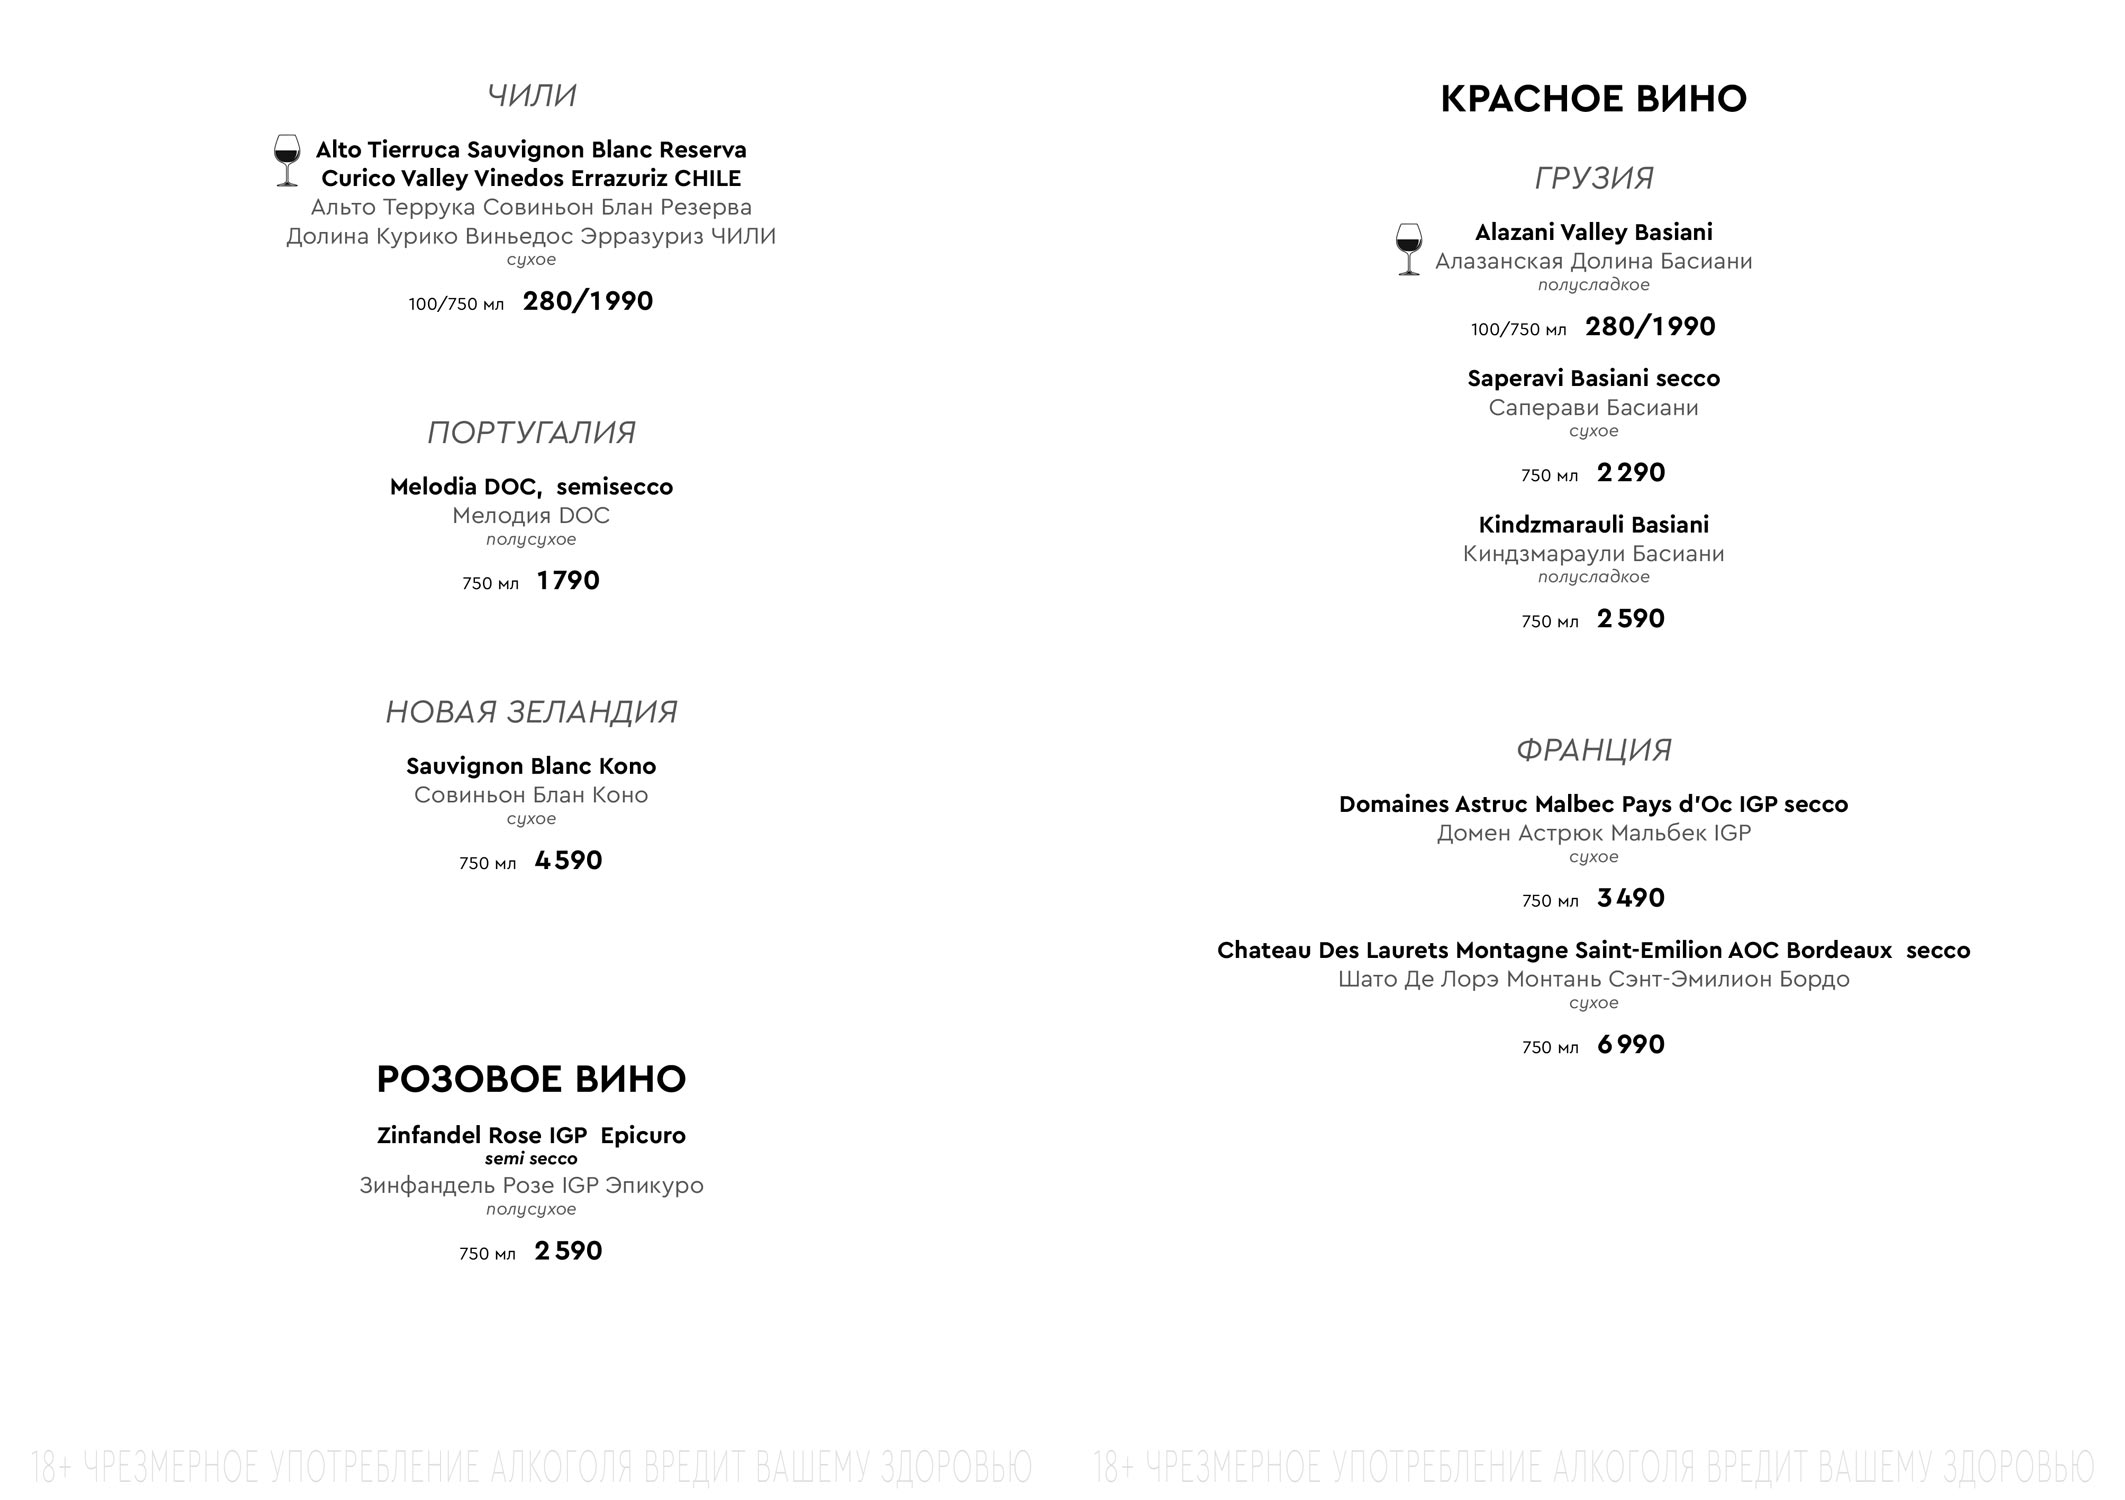 ЧИЛИ
Alto Tierruca Sauvignon Blanc Reserva
Curico Valley Vinedos Errazuriz CHILE
Альто Террука Совиньон Блан Резерва
Долина Курико Виньедос Эрразуриз ЧИЛИ
сухое
100/750 мл 280/1990
ПОРТУГАЛИЯ
Melodia DOC, semisecco
Мелодия DOC
полусухое
750 мл 1790
НОВАЯ ЗЕЛАНДИЯ
Sauvignon Blanc Kono
Совиньон Блан Коно
сухое
750 мл 4590
РОЗОВОЕ ВИНО
Zinfandel Rose IGP Epicuro
semi secco
Зинфандель Розе IGP Эпикуро
полусухое
750 мл 2590
18+ ЧРЕЗМЕРНОЕ УПОТРЕБЛЕНИЕ АЛКОГОЛЯ ВРЕДИТ ВАШЕМУ ЗДОРОВЬЮ
КРАСНОЕ ВИНО
ГРУЗИЯ
Alazani Valley Basiani
Алазанская Долина Басиани
полусладкое
100/750 мл 280/1990
Saperavi Basiani secco
Саперави Басиани
сухое
750 мл 2290
Kindzmarauli Basiani
Киндзмараули Басиани
полусладкое
750 мл 2590
ФРАНЦИЯ
Domaines Astruc Malbec Pays d'Oc IGP secco
Домен Астрюк Мальбек IGP
сухое
750 мл 3490
Chateau Des Laurets Montagne Saint-Emilion AOC Bordeaux secco
Шато Де Лорэ Монтань Сэнт-Эмилион Бордо
сухое
750 мл 6990
18+ ЧРЕЗМЕРНОЕ УПОТРЕБЛЕНИЕ АЛКОГОЛЯ ВРЕДИТ ВАШЕМУ ЗДОРОВЬЮ